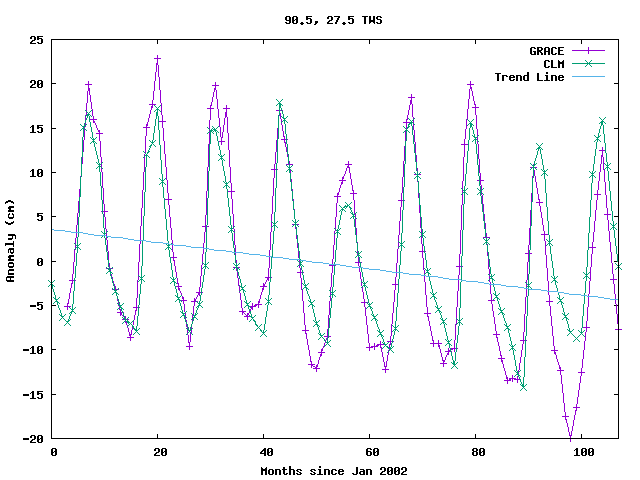 90.5, 27.5 TWS
GRACE
CLM
Trend Line
25
20
15
10
5
0
-5
-10
-15
-20
Anomaly (cm)
0 20 40 60 80 100
Months since Jan 2002